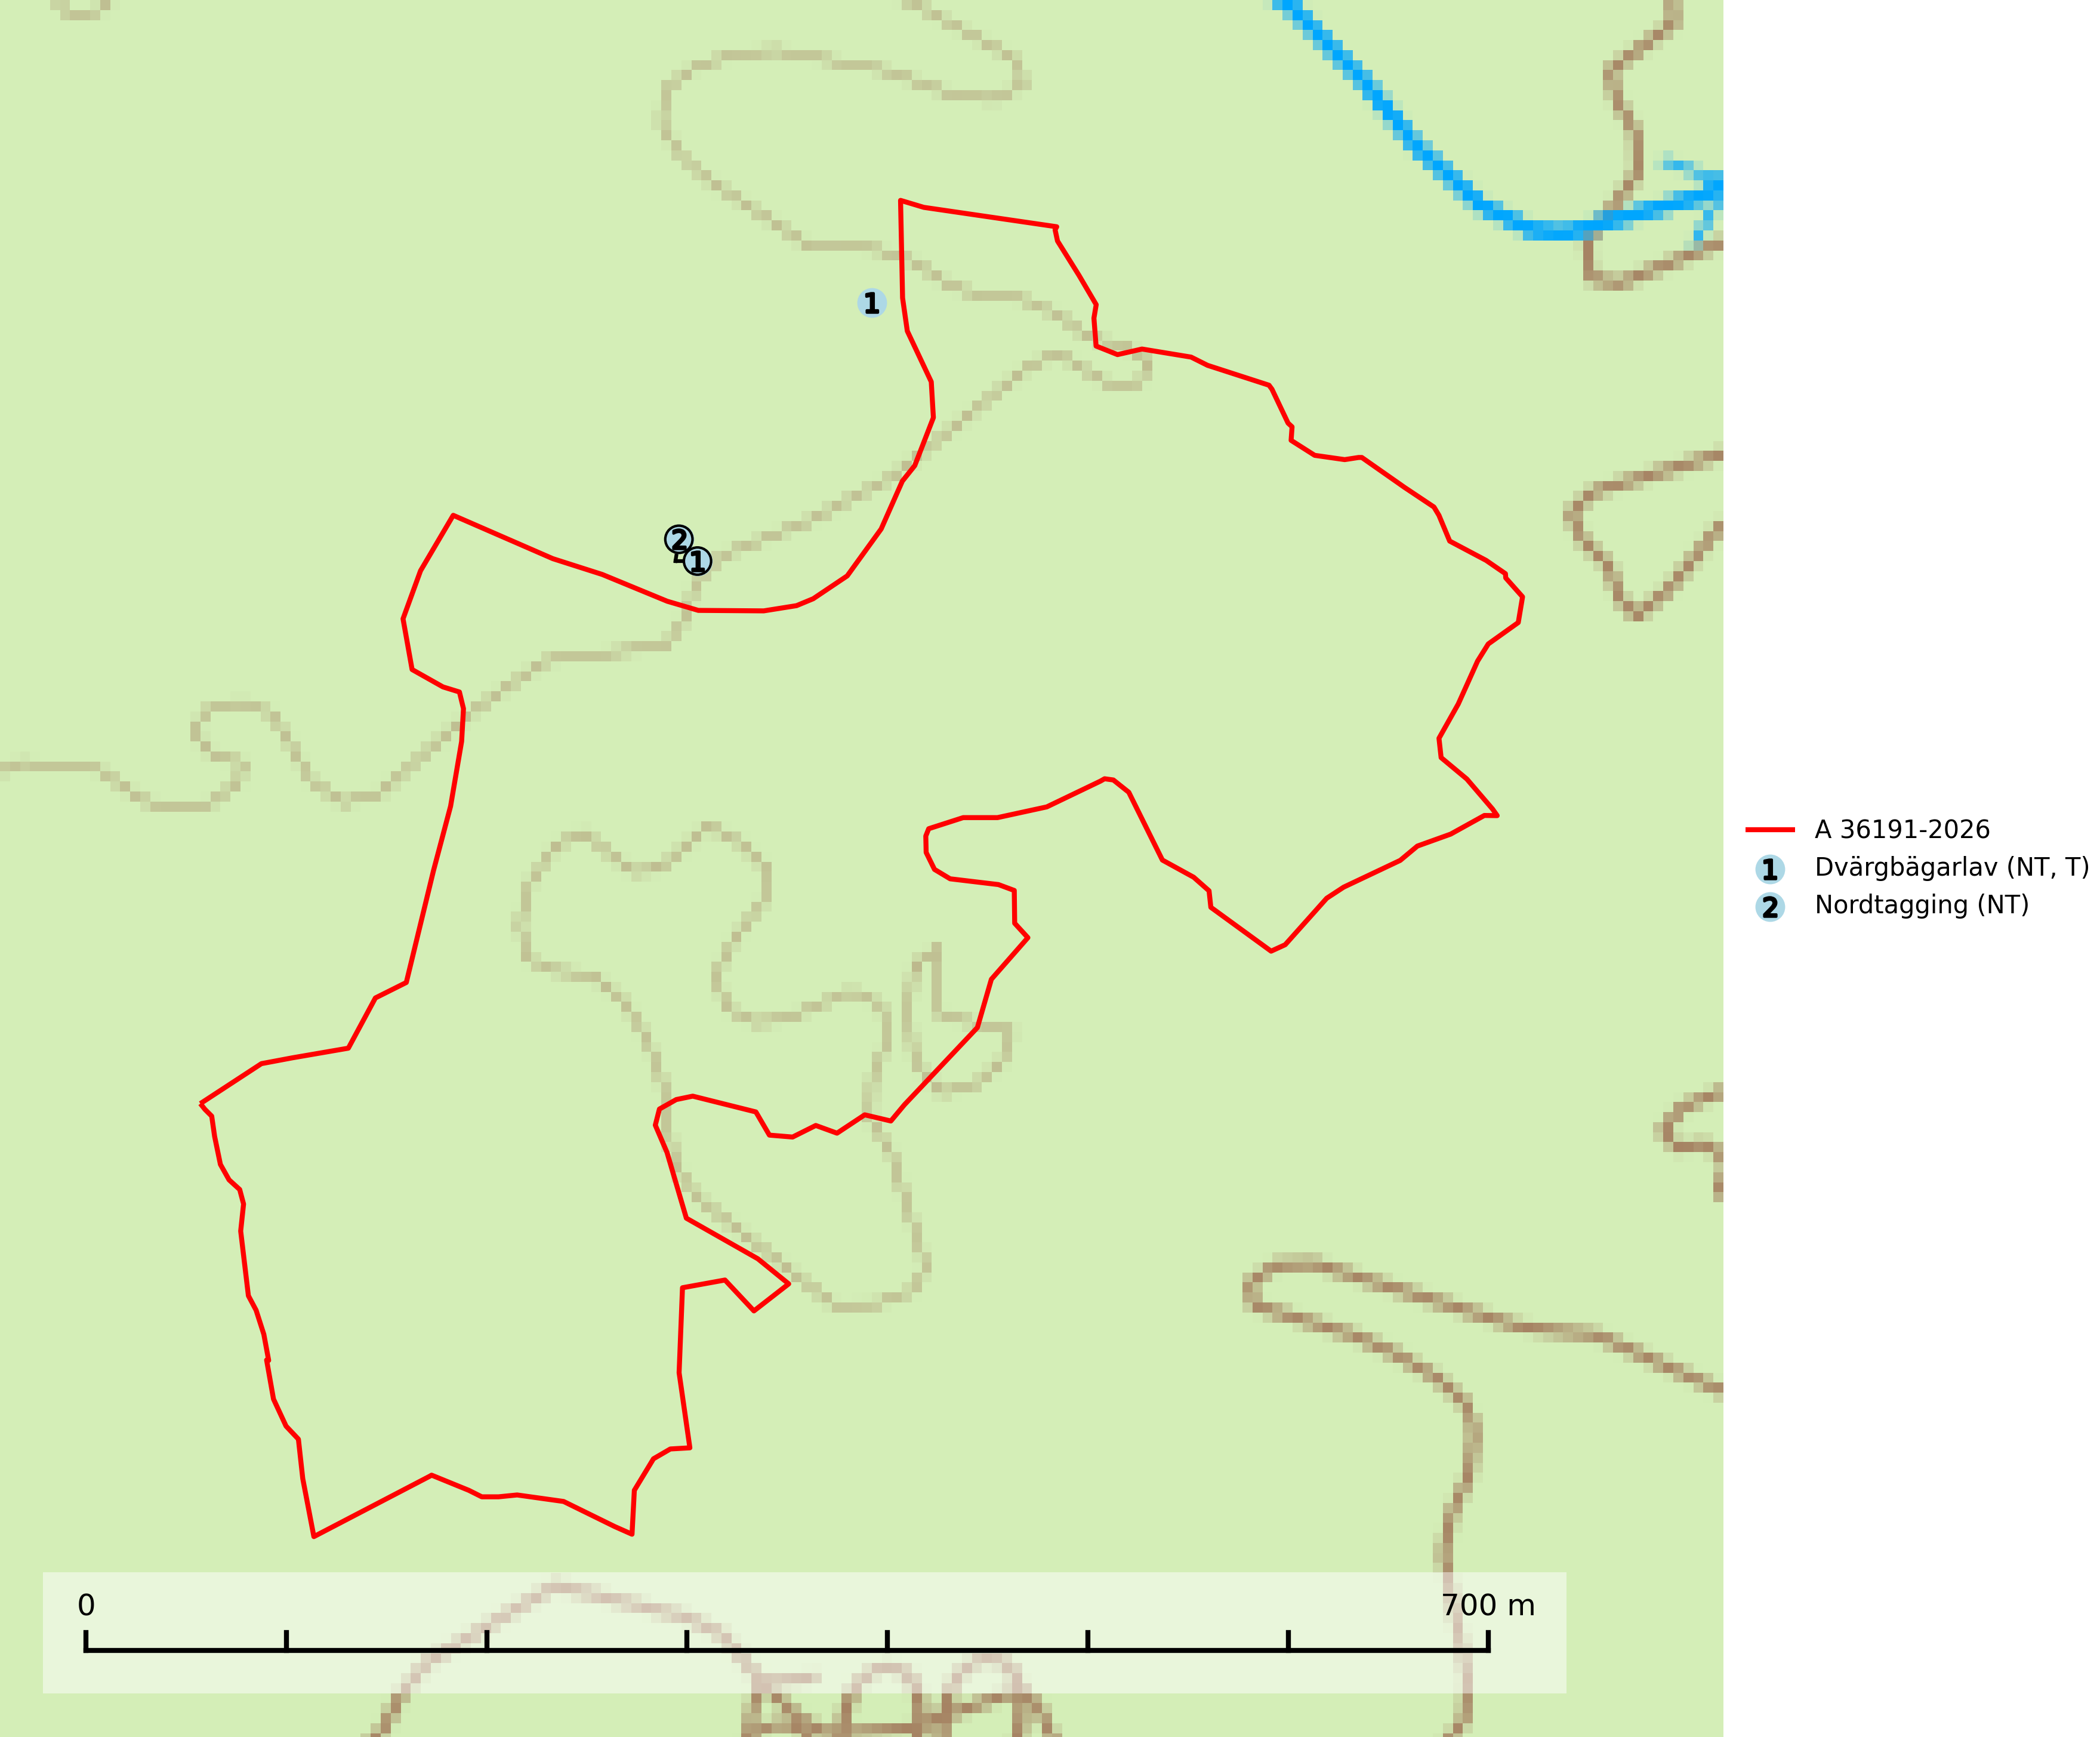 1
2
1
A 36191-2026
1 Dvärgbägarlav (NT, T)
2 Nordtagging (NT)
0 700 m